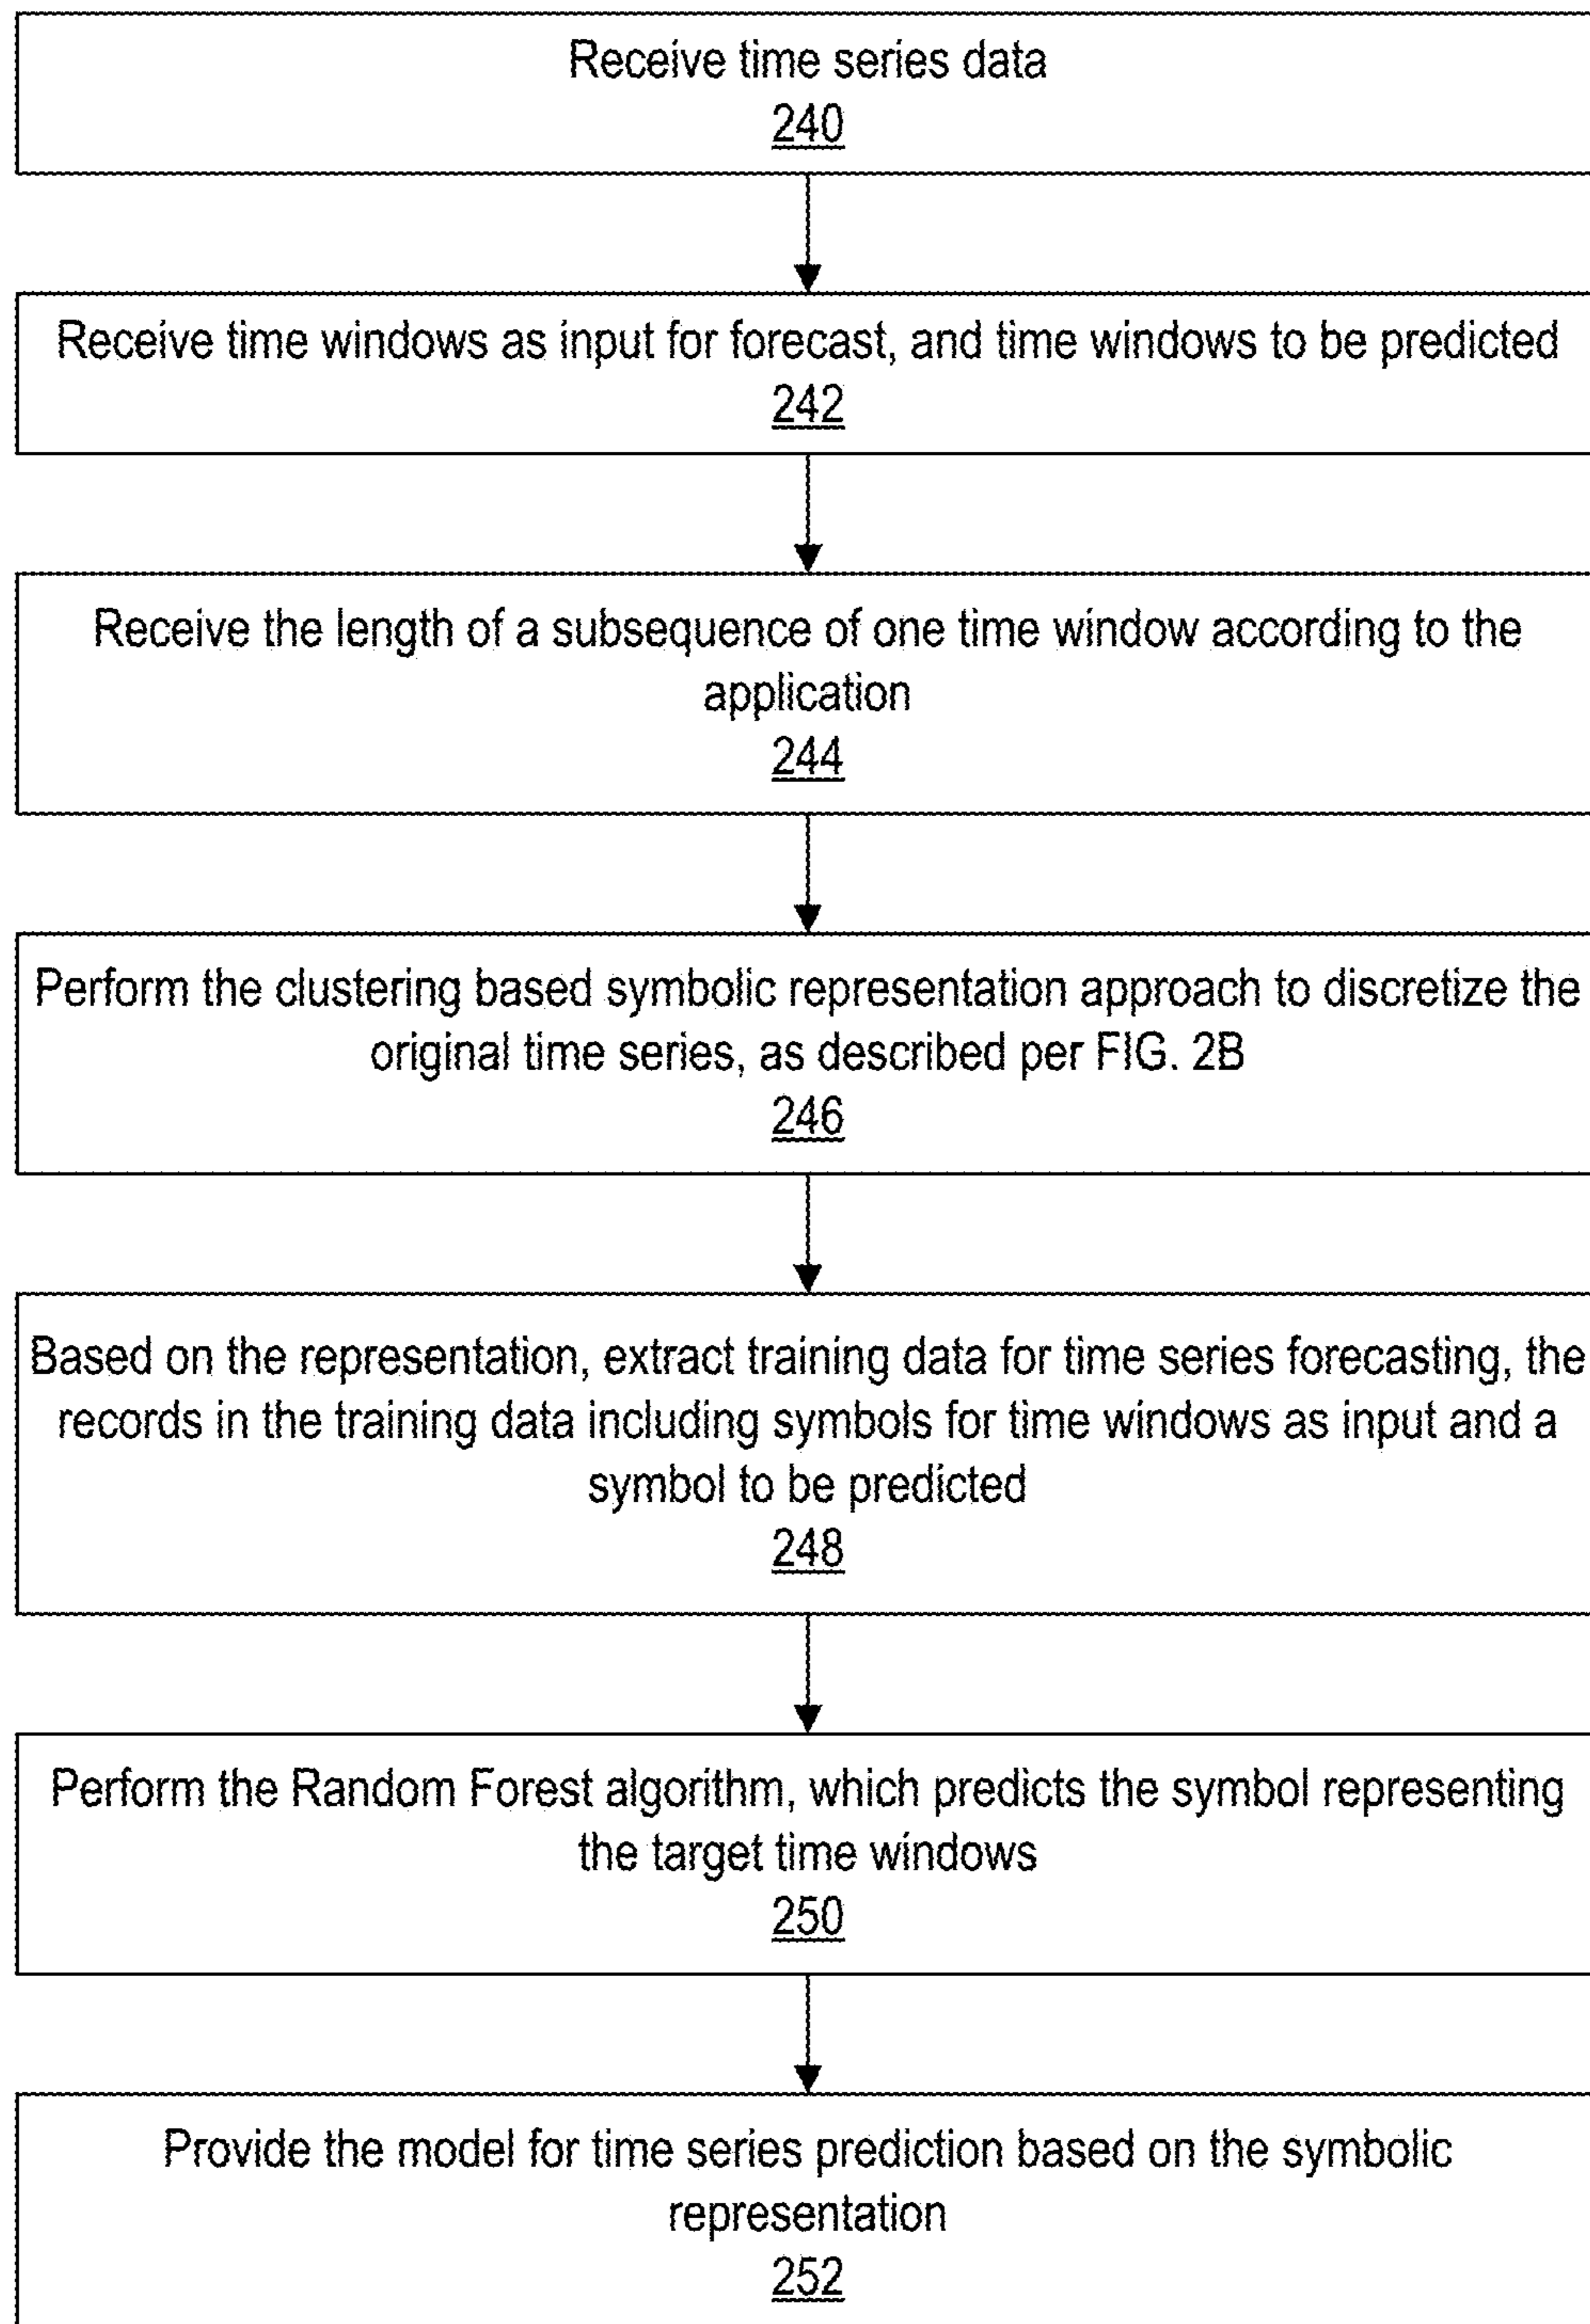 Receive time series data
240
Receive time windows as input for forecast, and time windows to be predicted
242
Receive the length of a subsequence of one time window according to the
application
244
Perform the clustering based symbolic representation approach to discretize the
original time series, as described per FIG. 2B
246
Based on the representation, extract training data for time series forecasting, the
records in the training data including symbols for time windows as input and a
symbol to be predicted
248
Perform the Random Forest algorithm, which predicts the symbol representing
the target time windows
250
Provide the model for time series prediction based on the symbolic
representation
252